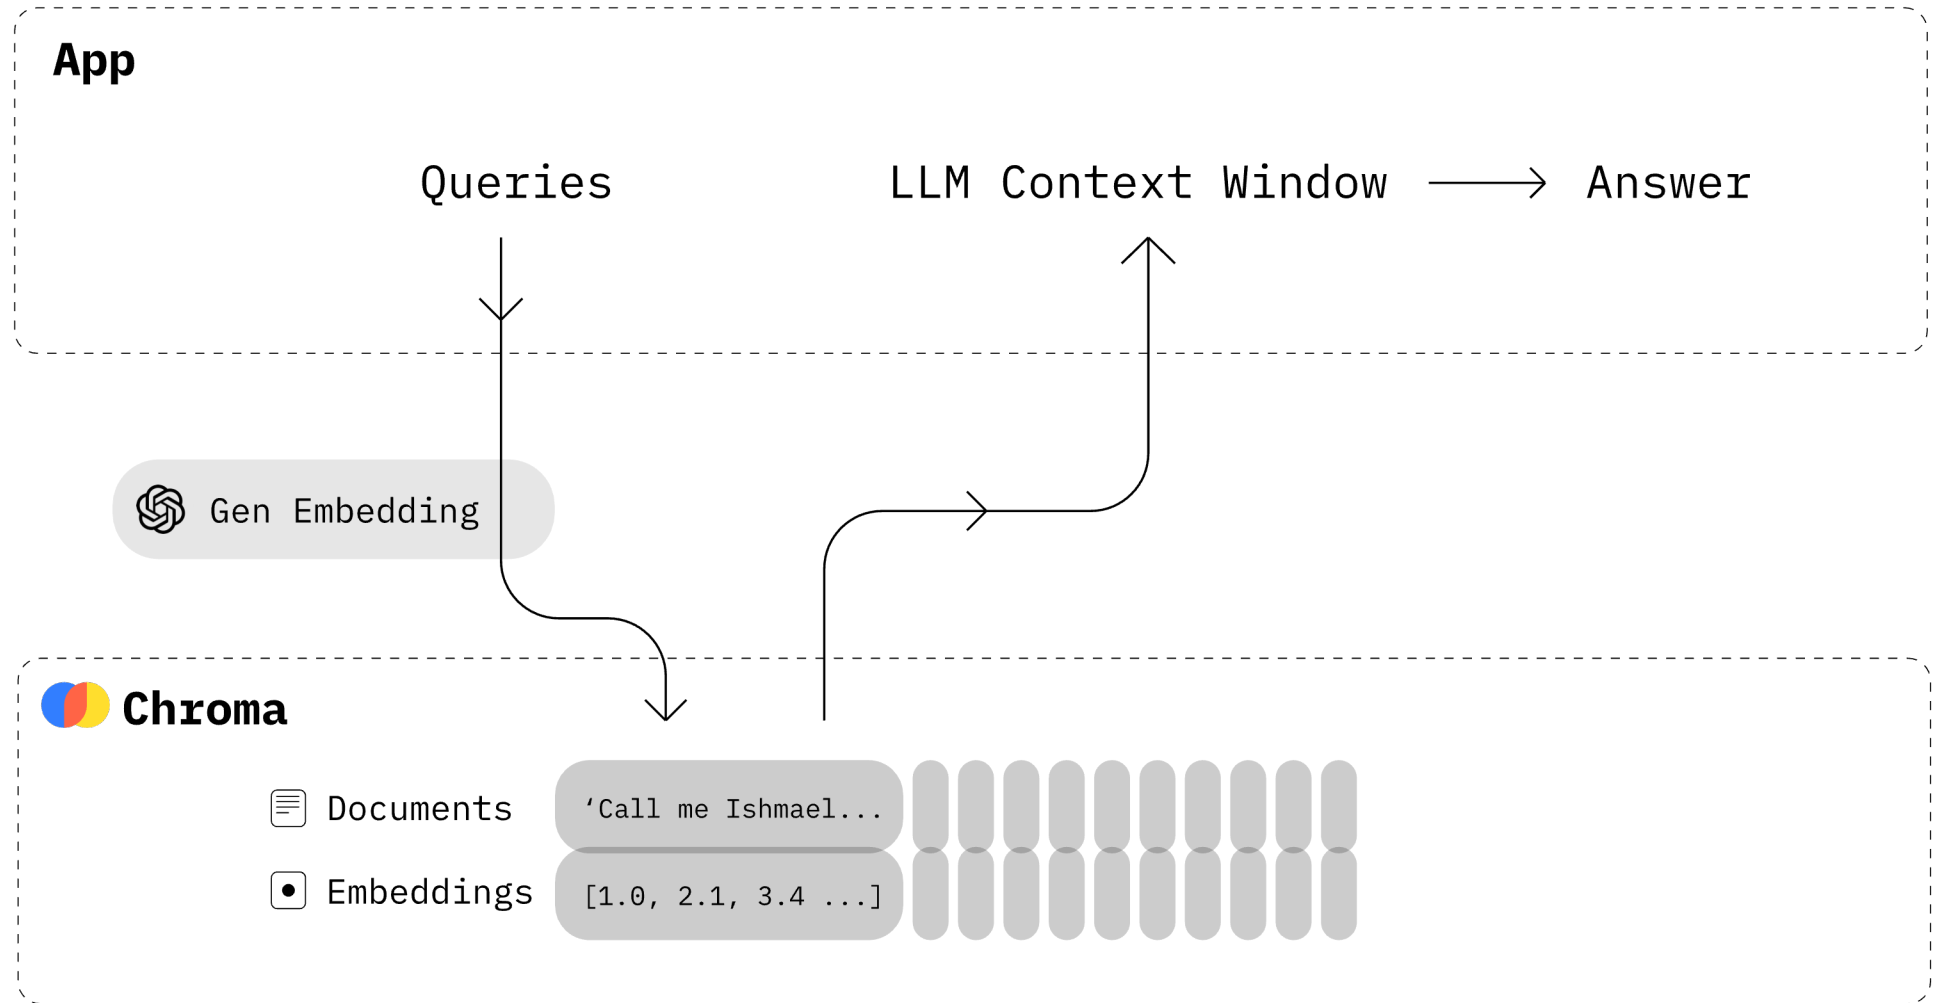 App
Queries
LLM Context Window
Answer
Gen Embedding
Chroma
Documents
‘Call me Ishmael...
Embeddings
[1.0, 2.1, 3.4 ...]